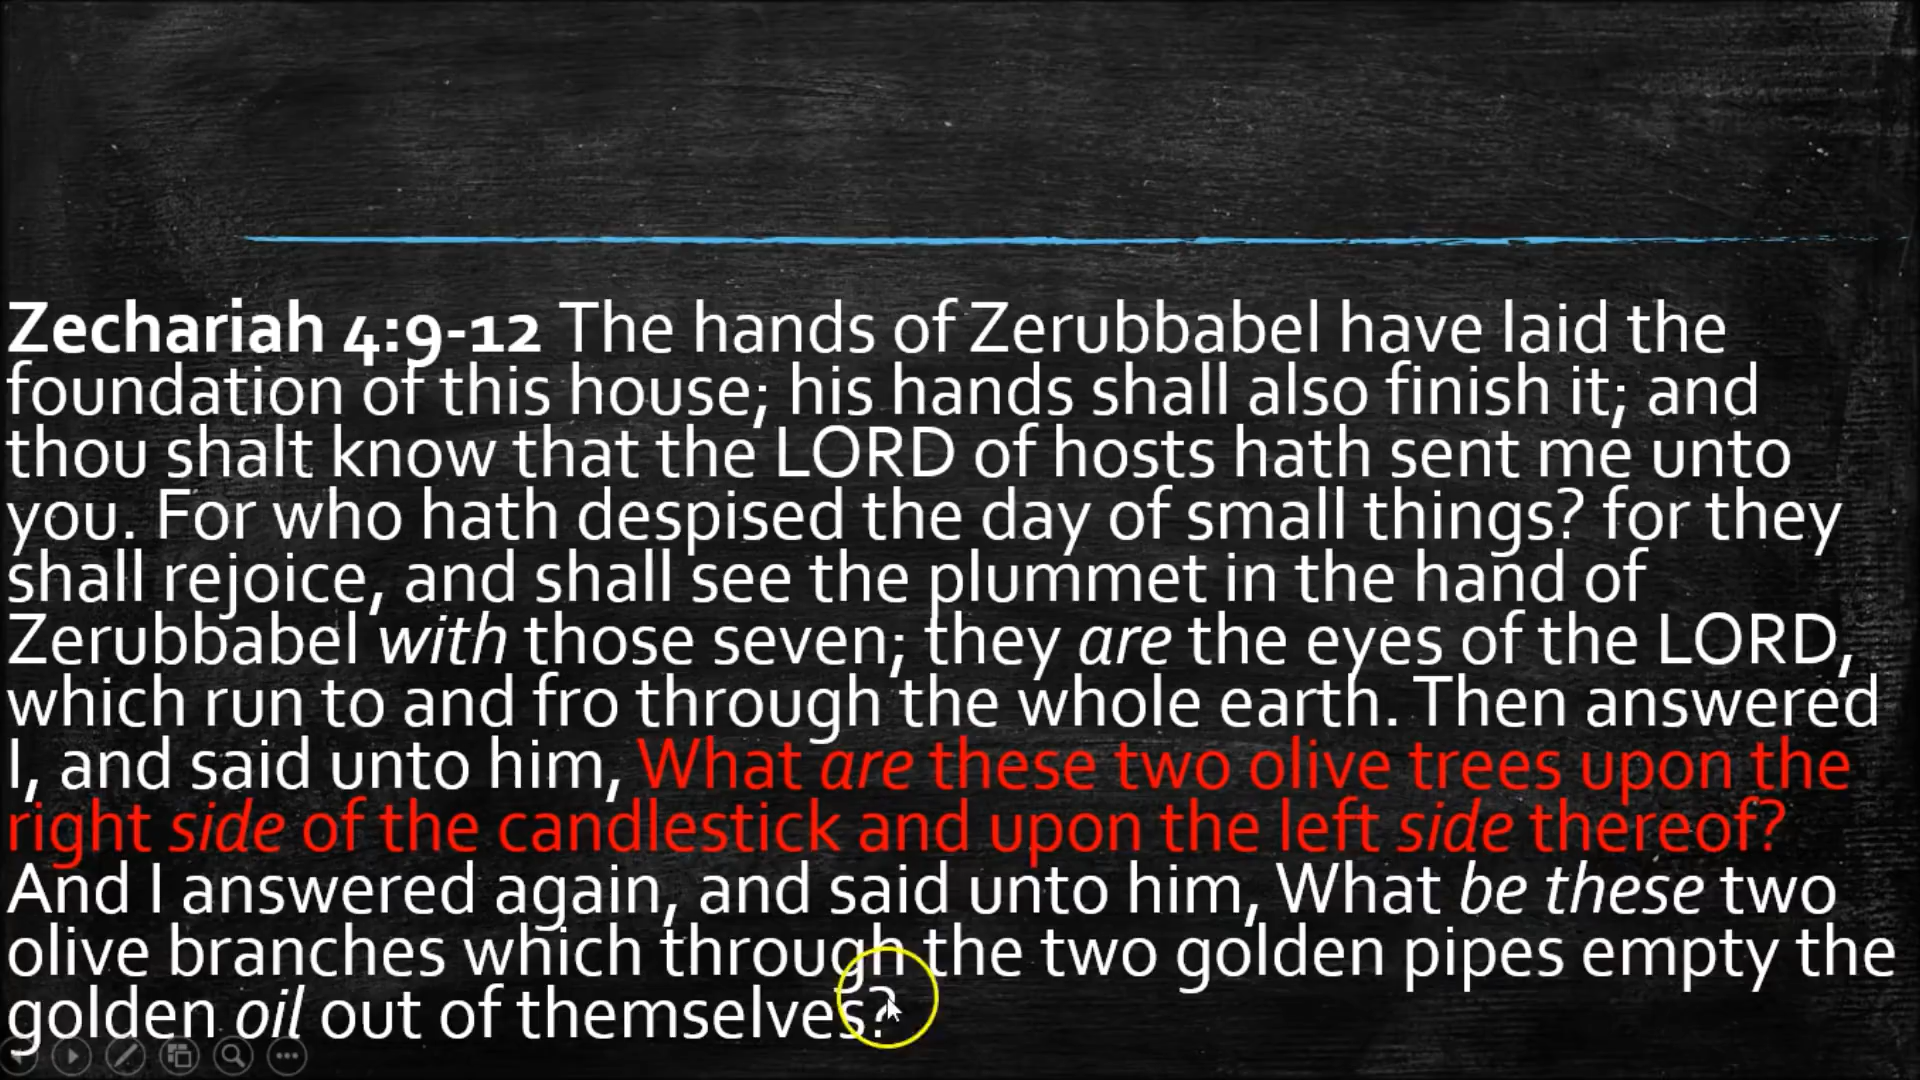 Zechariah 4:9-12 The hands of Zerubbabel have laid the
foundation of this house; his hands shall also finish it; and
thou shalt know that the LORD of hosts hath sent me unto
you. For who hath despised the day of small things? for they
shall rejoice, and shall see the plummet in the hand of
Zerubbabel with those seven; they are the eyes of the LORD,
which run to and fro through the whole earth. Then answered
I, and said unto him, What are these two olive trees upon the
right side of the candlestick and upon the left side thereof?
And I answered again, and said unto him, What be these two
olive branches which through the two golden pipes empty the
golden oil out of themselves?